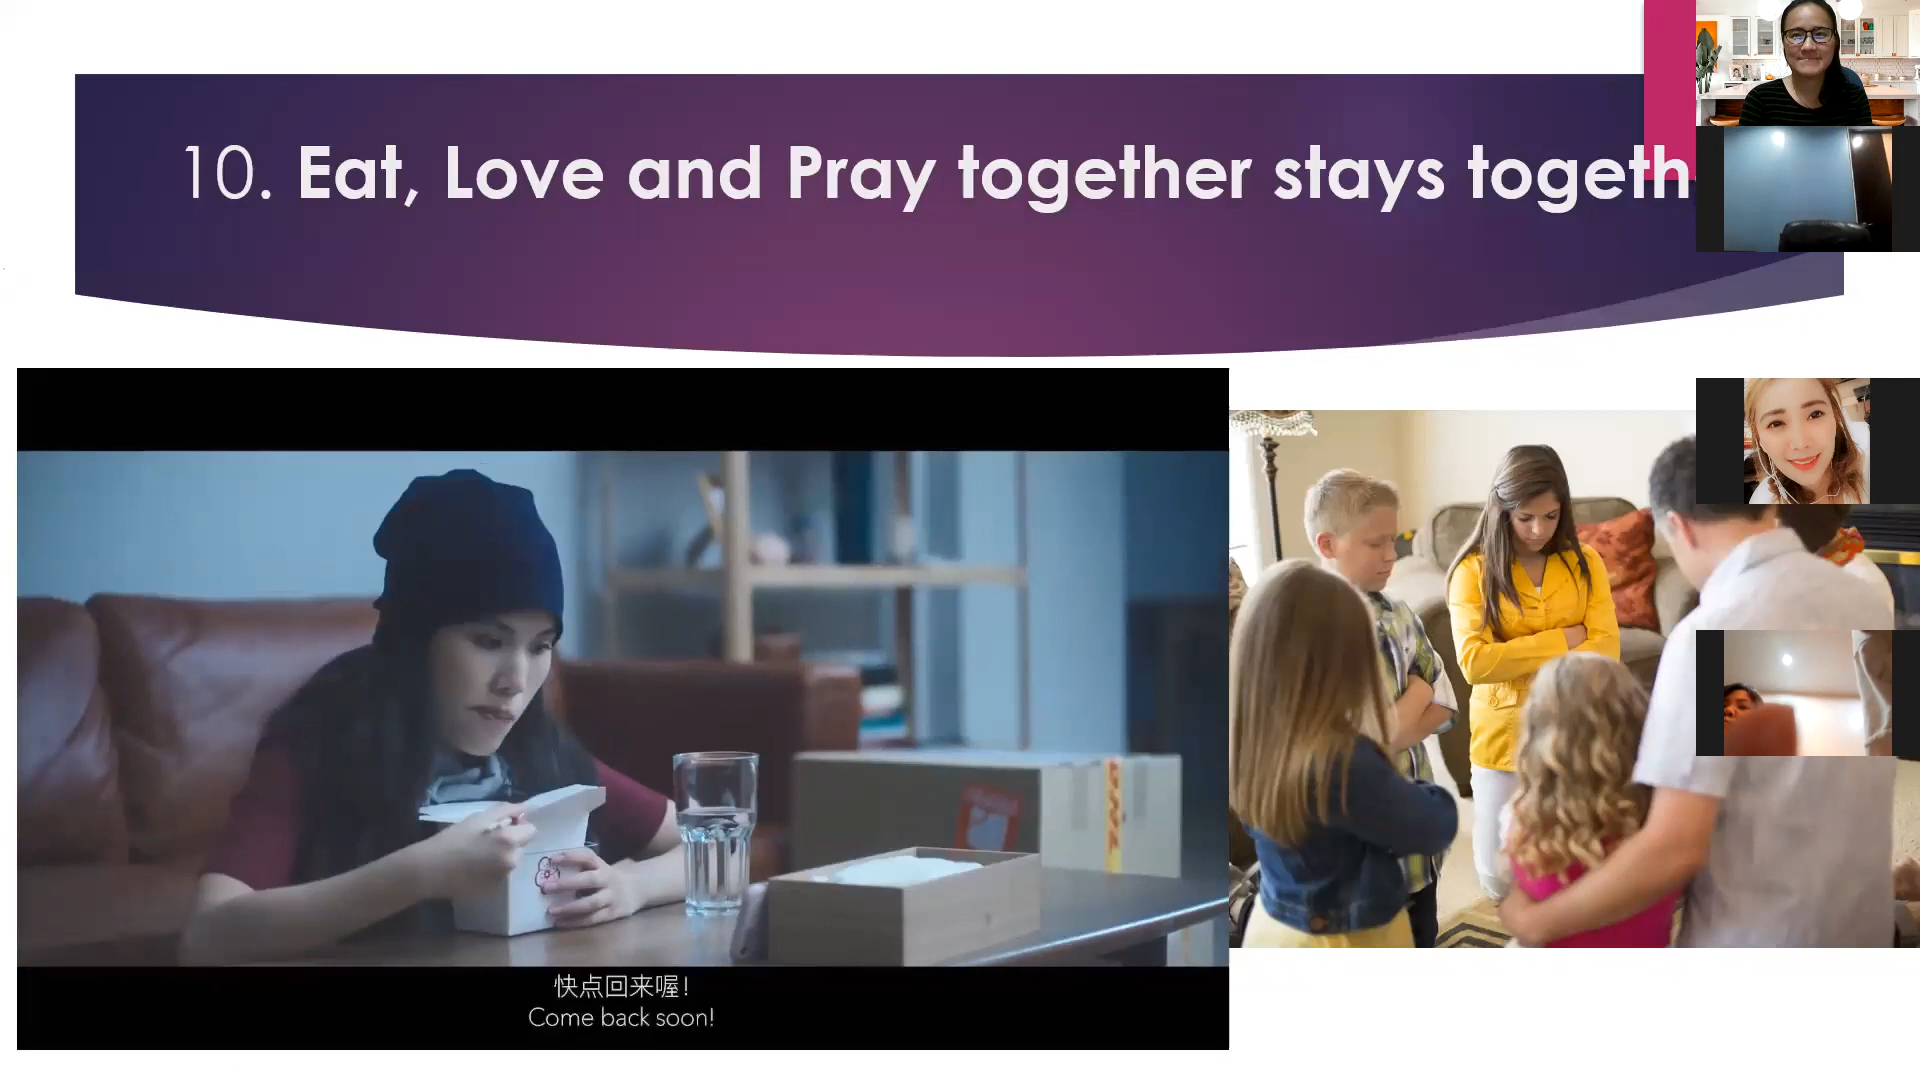 10. Eat, Love and Pray together stays togeth
快点回来喔!
Come back soon!